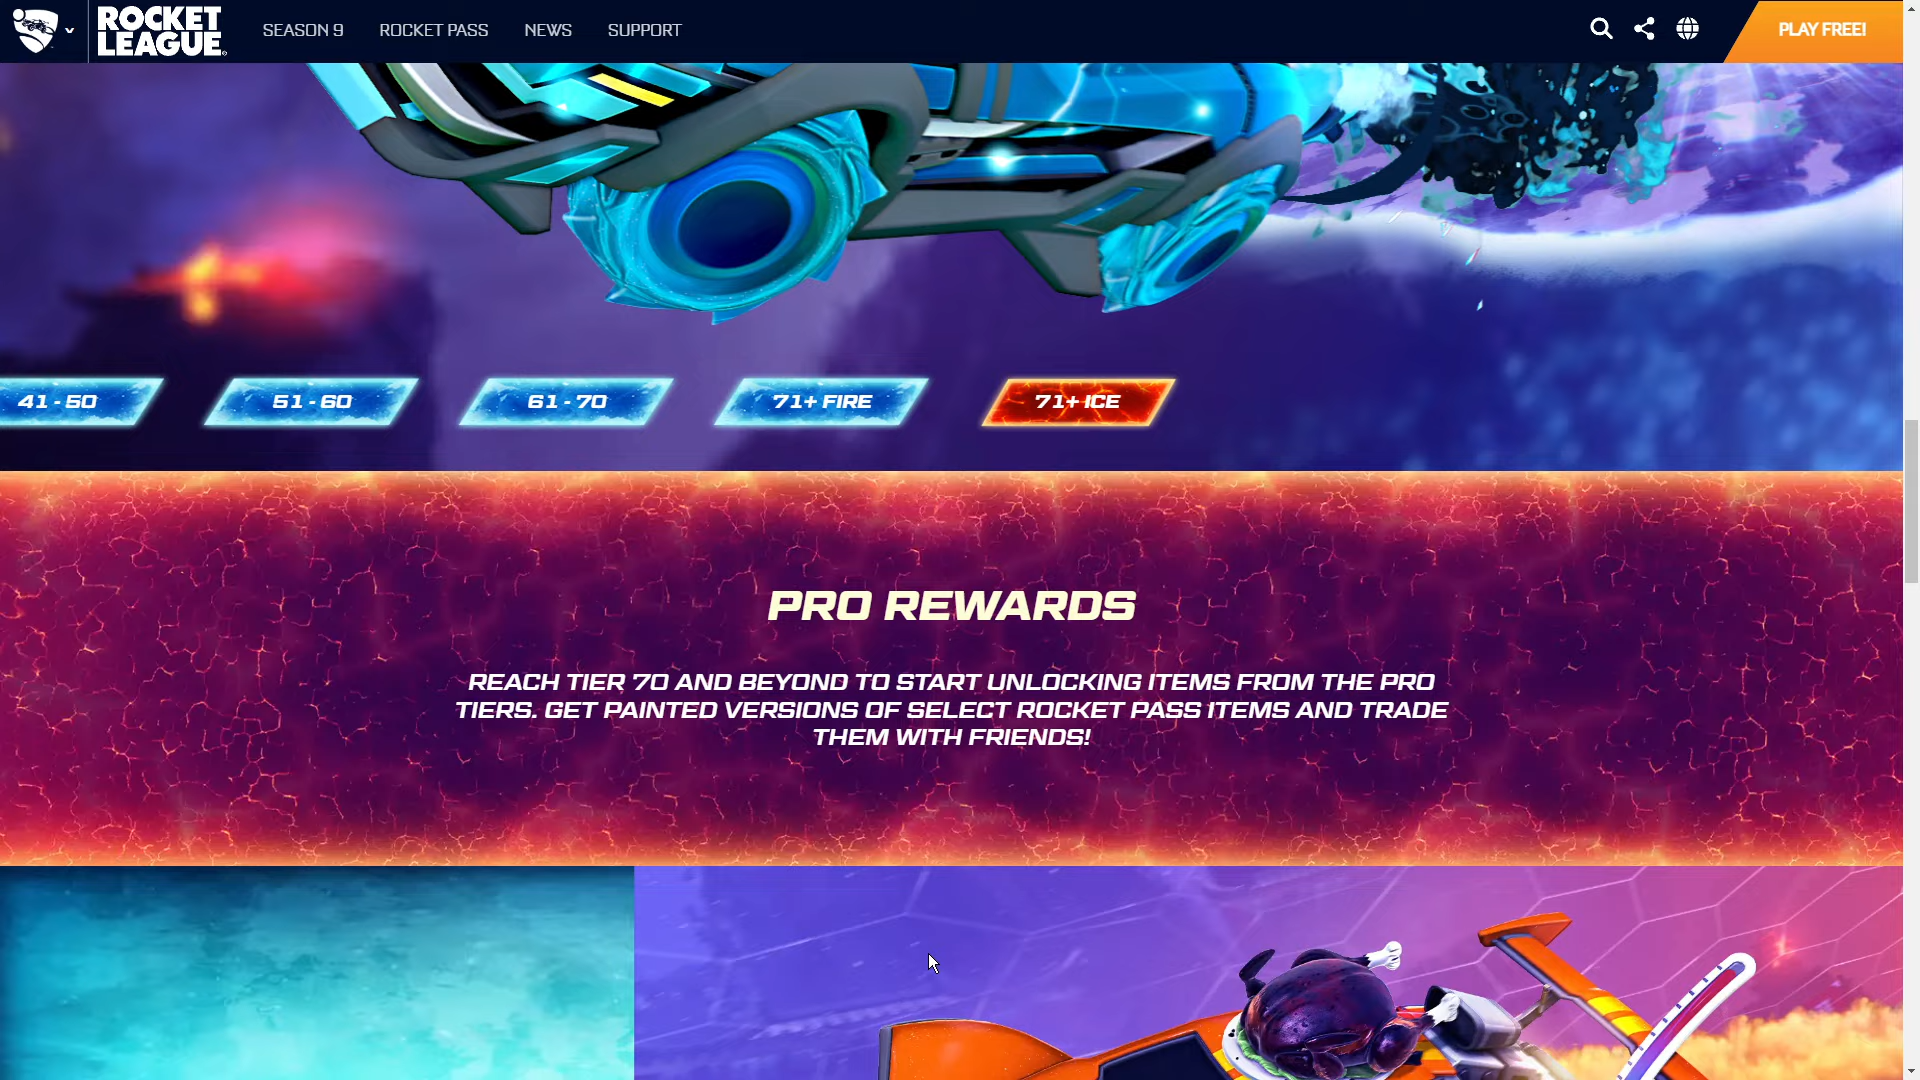 ROCKET
LEAGUE
SEASON 9
ROCKET PASS
NEWS
SUPPORT
PLAY FREE!
41 - 50
51 - 60
61 - 70
71+ FIRE
71+ ICE
PRO REWARDS
REACH TIER 70 AND BEYOND TO START UNLOCKING ITEMS FROM THE PRO
TIERS. GET PAINTED VERSIONS OF SELECT ROCKET PASS ITEMS AND TRADE
THEM WITH FRIENDS!